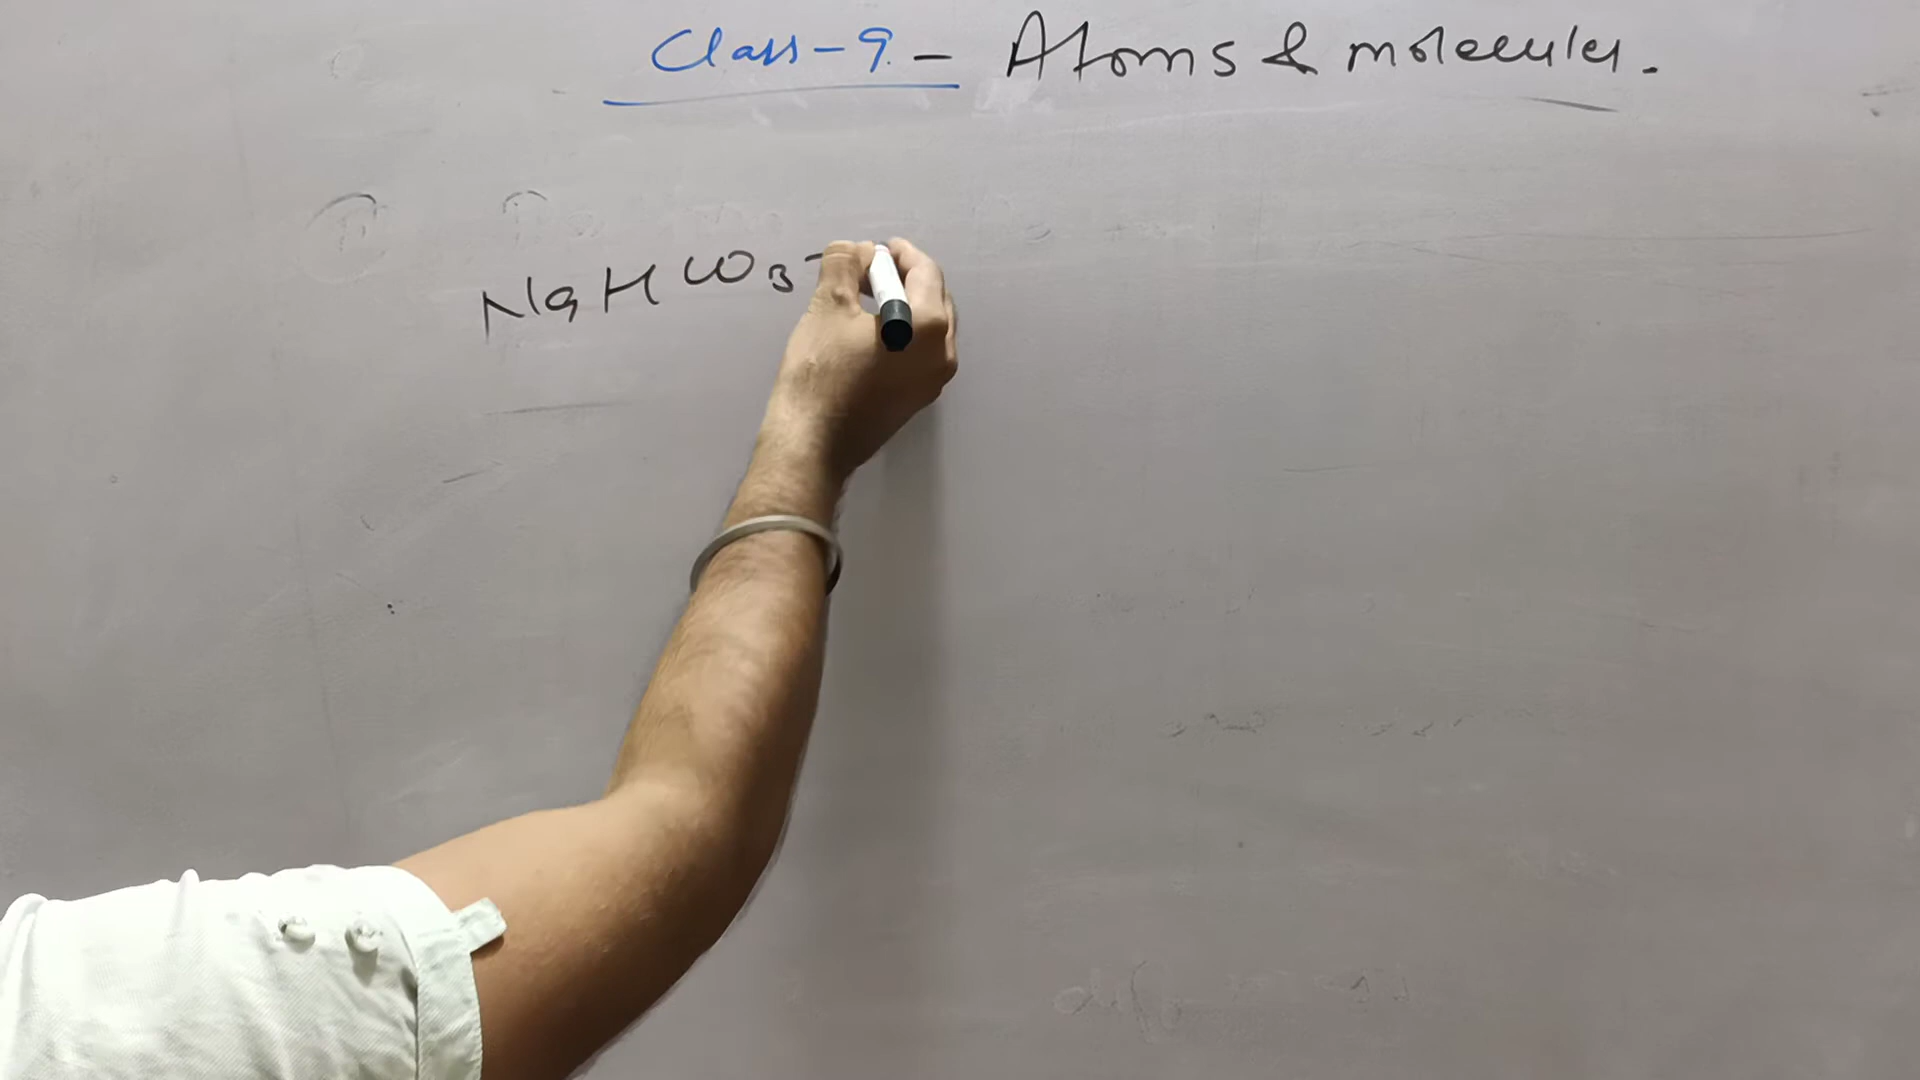 Class-9- Atoms & molecules.
NaHCO3-